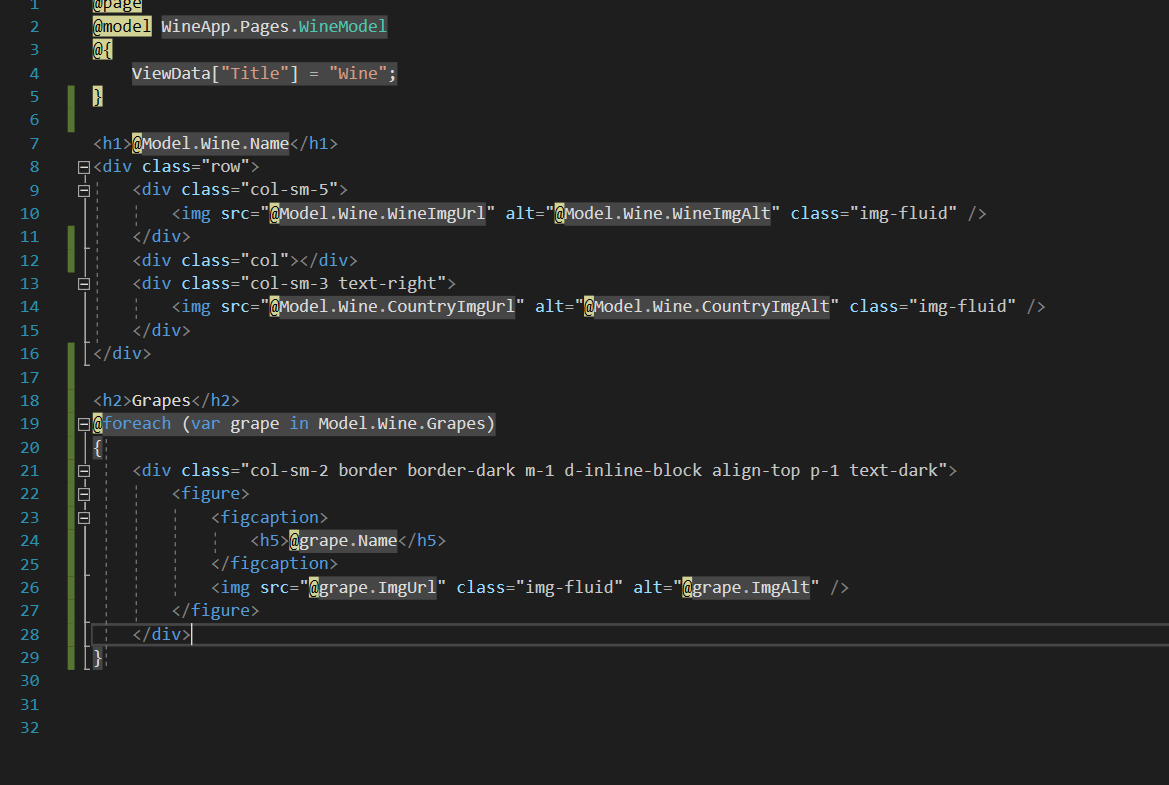 1 @page
2 @model WineApp.Pages.WineModel
3 @{
4 ViewData["Title"] = "Wine";
5 }
6
7 <h1>@Model.Wine.Name</h1>
8 <div class="row">
9 <div class="col-sm-5">
10 <img src="@Model.Wine.WineImgUrl" alt="@Model.Wine.WineImgAlt" class="img-fluid" />
11 </div>
12 <div class="col"></div>
13 <div class="col-sm-3 text-right">
14 <img src="@Model.Wine.CountryImgUrl" alt="@Model.Wine.CountryImgAlt" class="img-fluid" />
15 </div>
16 </div>
17
18 <h2>Grapes</h2>
19 @foreach (var grape in Model.Wine.Grapes)
20 {
21 <div class="col-sm-2 border border-dark m-1 d-inline-block align-top p-1 text-dark">
22 <figure>
23 <figcaption>
24 <h5>@grape.Name</h5>
25 </figcaption>
26 <img src="@grape.ImgUrl" class="img-fluid" alt="@grape.ImgAlt" />
27 </figure>
28 </div>
29 }
30
31
32